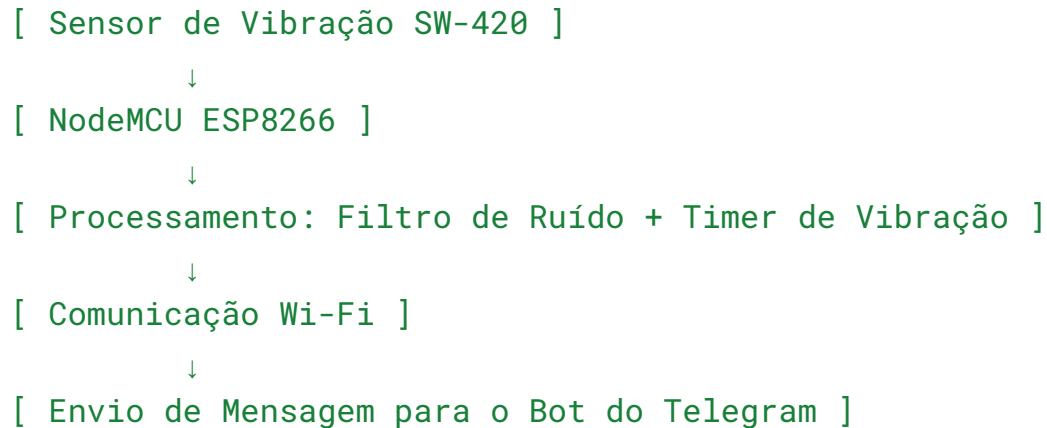 [ Sensor de Vibração SW-420 ]
↓
[ NodeMCU ESP8266 ]
↓
[ Processamento: Filtro de Ruído + Timer de Vibração ]
↓
[ Comunicação Wi-Fi ]
↓
[ Envio de Mensagem para o Bot do Telegram ]